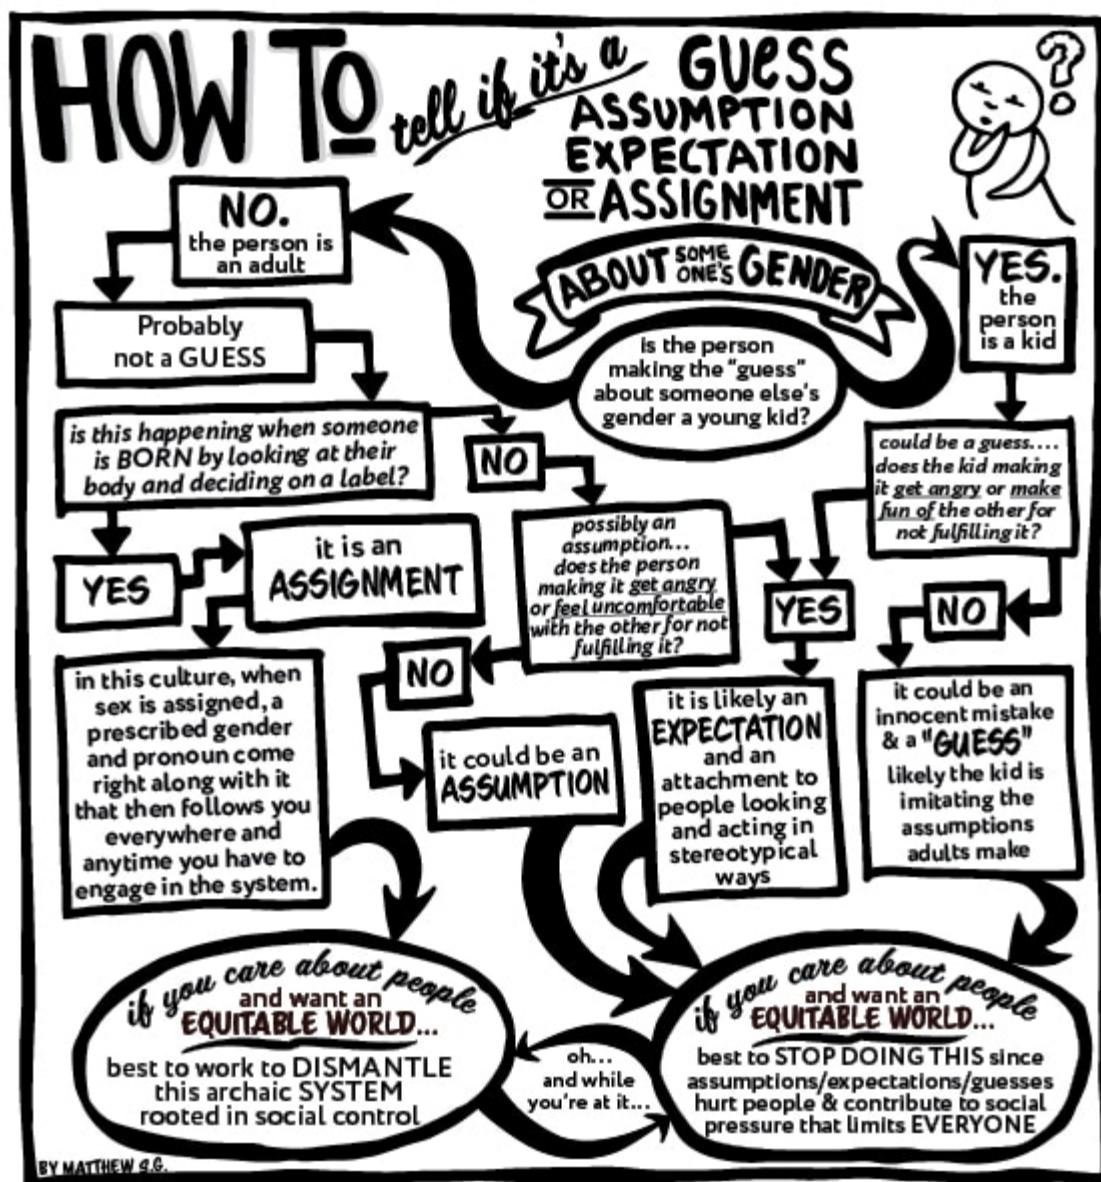 HOW TO
tell if it's a
GUESS
ASSUMPTION
EXPECTATION
OR ASSIGNMENT
ABOUT SOME ONE'S GENDER
?
is the person
making the "guess"
about someone else's
gender a young kid?
NO.
the person is
an adult
Probably
not a GUESS
is this happening when someone
is BORN by looking at their
body and deciding on a label?
YES
it is an
ASSIGNMENT
in this culture, when
sex is assigned, a
prescribed gender
and pronoun come
right along with it
that then follows you
everywhere and
anytime you have to
engage in the system.
NO
possibly an
assumption...
does the person
making it get angry
or feel uncomfortable
with the other for not
fulfilling it?
NO
it could be an
ASSUMPTION
YES
it is likely an
EXPECTATION
and an
attachment to
people looking
and acting in
stereotypical
ways
YES.
the
person
is a kid
could be a guess....
does the kid making
it get angry or make
fun of the other for
not fulfilling it?
NO
it could be an
innocent mistake
& a "GUESS"
likely the kid is
imitating the
assumptions
adults make
if you care about people
and want an
EQUITABLE WORLD...
best to work to DISMANTLE
this archaic SYSTEM
rooted in social control
oh...
and while
you're at it...
if you care about people
and want an
EQUITABLE WORLD...
best to STOP DOING THIS since
assumptions/expectations/guesses
hurt people & contribute to social
pressure that limits EVERYONE
BY MATTHEW S.G.